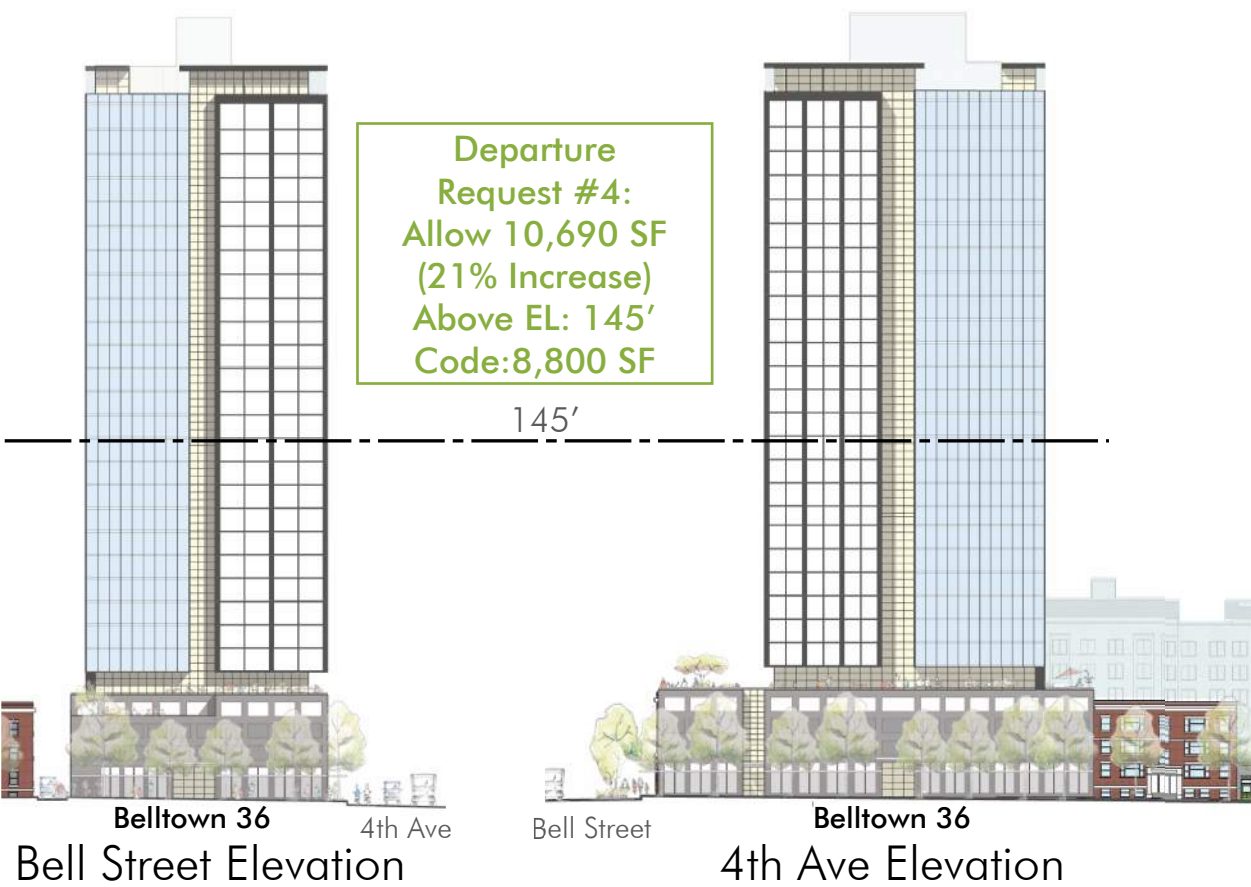 Departure
Request #4:
Allow 10,690 SF
(21% Increase)
Above EL: 145’
Code:8,800 SF
145’
Belltown 36
4th Ave
Bell Street
Belltown 36
Bell Street Elevation
4th Ave Elevation